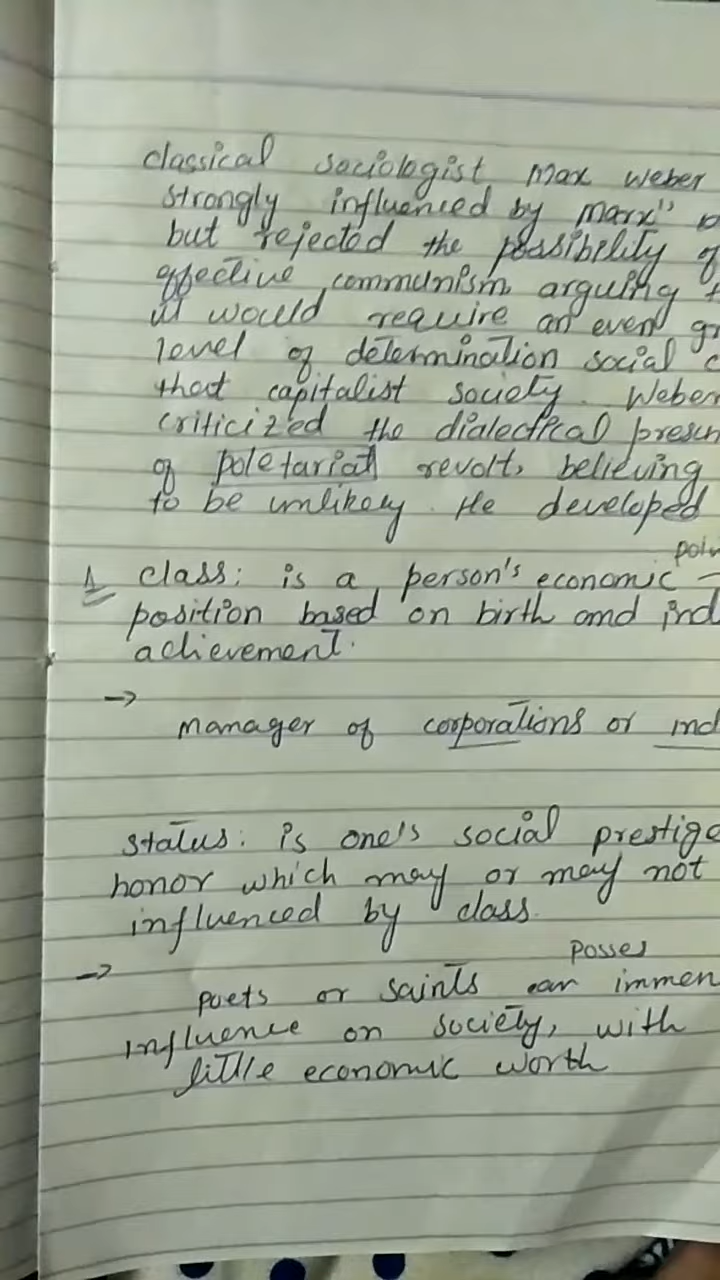 classical sociologist Max Weber
strongly influenced by Marx's
but rejected the possibility of
effective communism, arguing
it would require an even
level of determination social
that capitalist society. Weber
criticized the dialectical
of poletariat revolt, believing
to be unlikely. He developed
1 class: is a person's economic
position based on birth and
achievement.
→
manager of corporations or
status: is one's social prestige
honor which may or may not
influenced by class.
posses
→ poets or saints can
influence on society, with
little economic worth